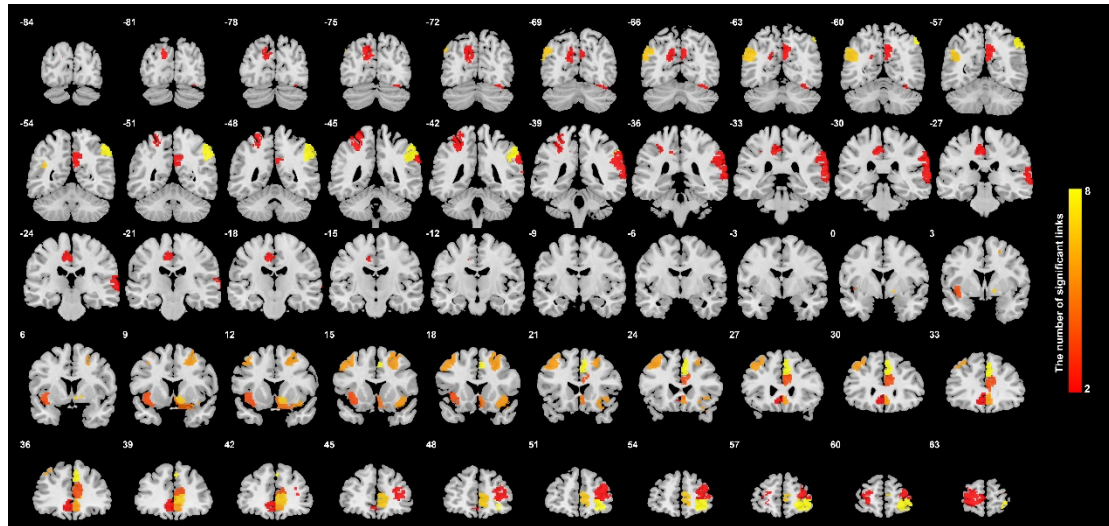 -84 -81 -78 -75 -72 -69 -66 -63 -60 -57
-54 -51 -48 -45 -42 -39 -36 -33 -30 -27
-24 -21 -18 -15 -12 -9 -6 -3 0 3
6 9 12 15 18 21 24 27 30 33
36 39 42 45 48 51 54 57 60 63
8
The number of significant links
2